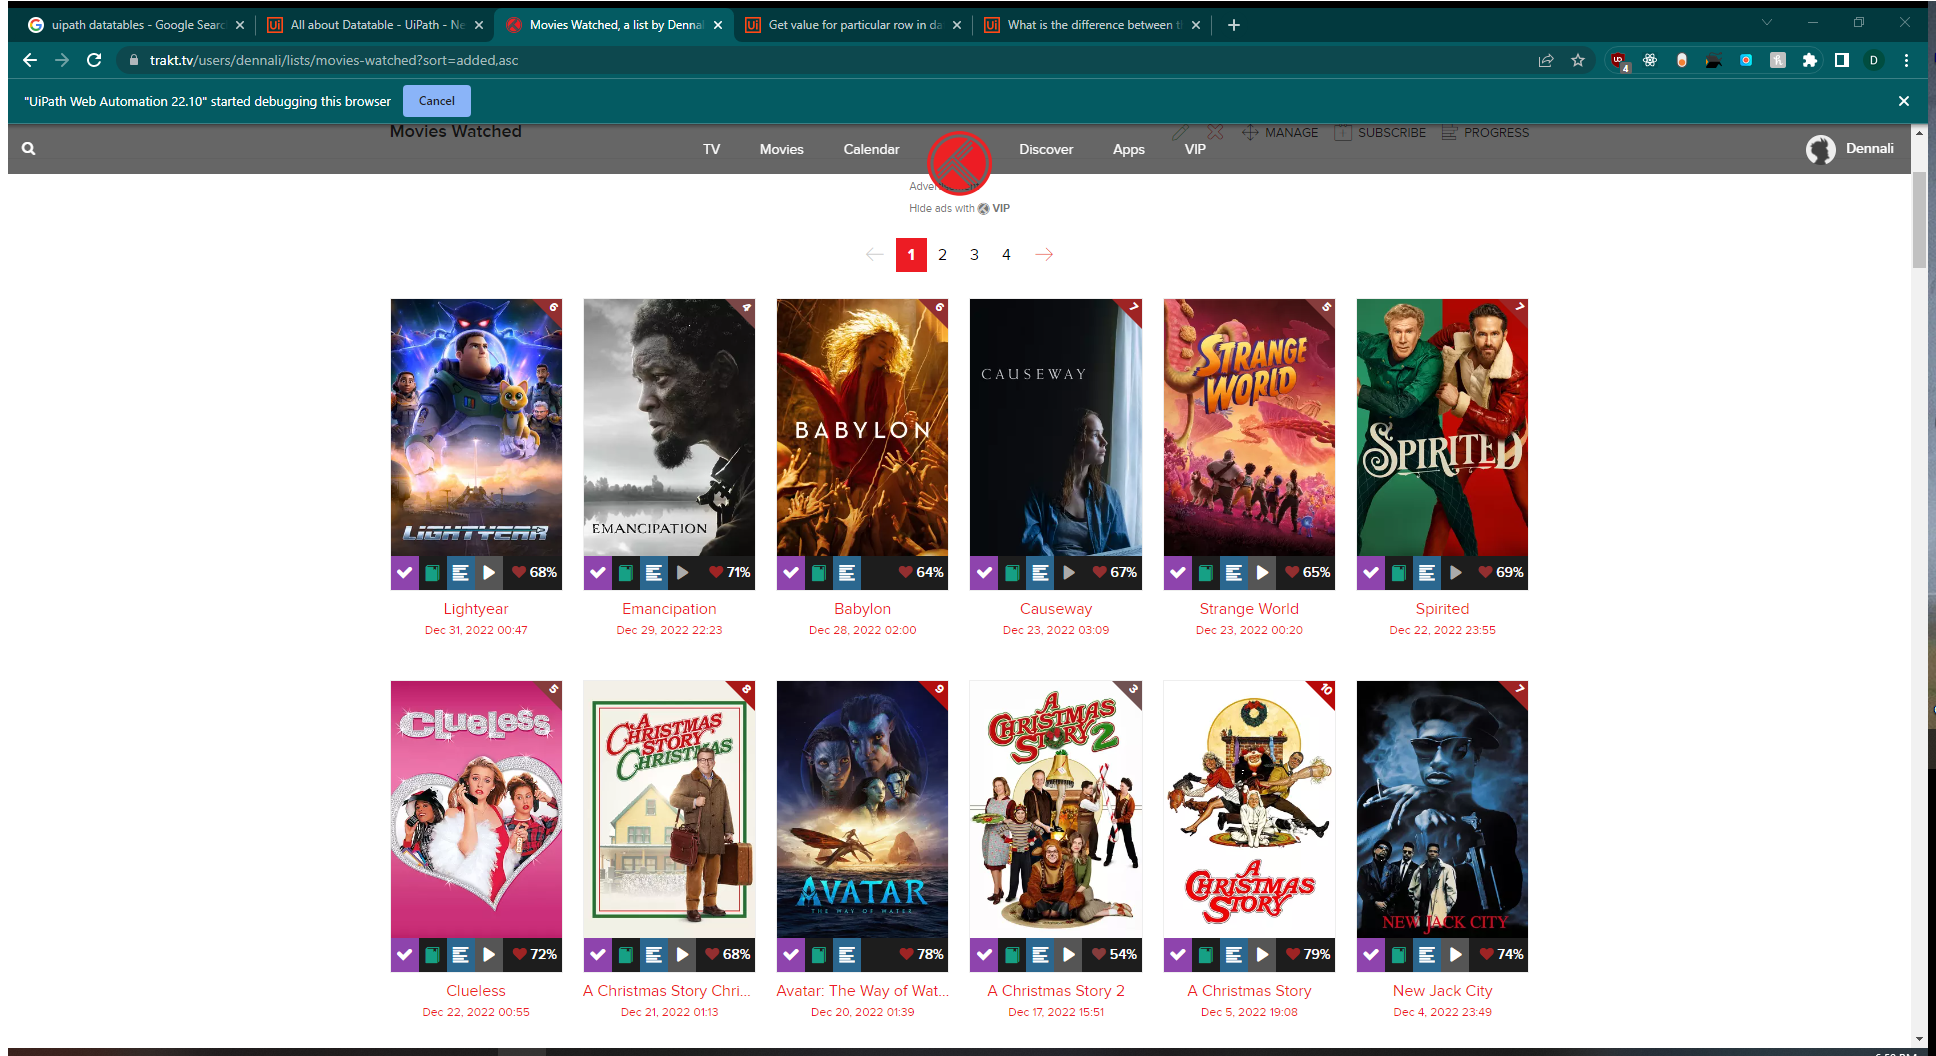 uipath datatables - Google Searc
All about Datatable - UiPath - Ne
Movies Watched, a list by Dennal
Get value for particular row in da
What is the difference between t
trakt.tv/users/dennali/lists/movies-watched?sort=added,asc
4
D
"UiPath Web Automation 22.10" started debugging this browser
Cancel
Movies Watched
MANAGE SUBSCRIBE PROGRESS
TV Movies Calendar Discover Apps VIP
Dennali
Hide ads with VIP
1 2 3 4
6 4 6 7 5 7
LIGHTYEAR
EMANCIPATION
BABYLON
CAUSEWAY
STRANGE
WORLD
SPIRITED
68% 71% 64% 67% 65% 69%
Lightyear Emancipation Babylon Causeway Strange World Spirited
Dec 31, 2022 00:47 Dec 29, 2022 22:23 Dec 28, 2022 02:00 Dec 23, 2022 03:09 Dec 23, 2022 00:20 Dec 22, 2022 23:55
5 8 9 3 10 7
CLUELESS
A
CHRISTMAS
STORY
CHRISTMAS
AVATAR
THE WAY OF WATER
A
CHRISTMAS
STORY 2
A
CHRISTMAS
STORY
NEW JACK CITY
72% 68% 78% 54% 79% 74%
Clueless A Christmas Story Chri... Avatar: The Way of Wat... A Christmas Story 2 A Christmas Story New Jack City
Dec 22, 2022 00:55 Dec 21, 2022 01:13 Dec 20, 2022 01:39 Dec 17, 2022 15:51 Dec 5, 2022 19:08 Dec 4, 2022 23:49